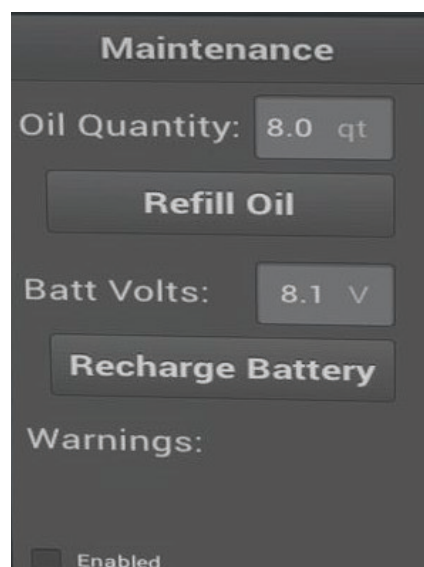 Maintenance
Oil Quantity: 8.0 qt
Refill Oil
Batt Volts: 8.1 V
Recharge Battery
Warnings:
Enabled